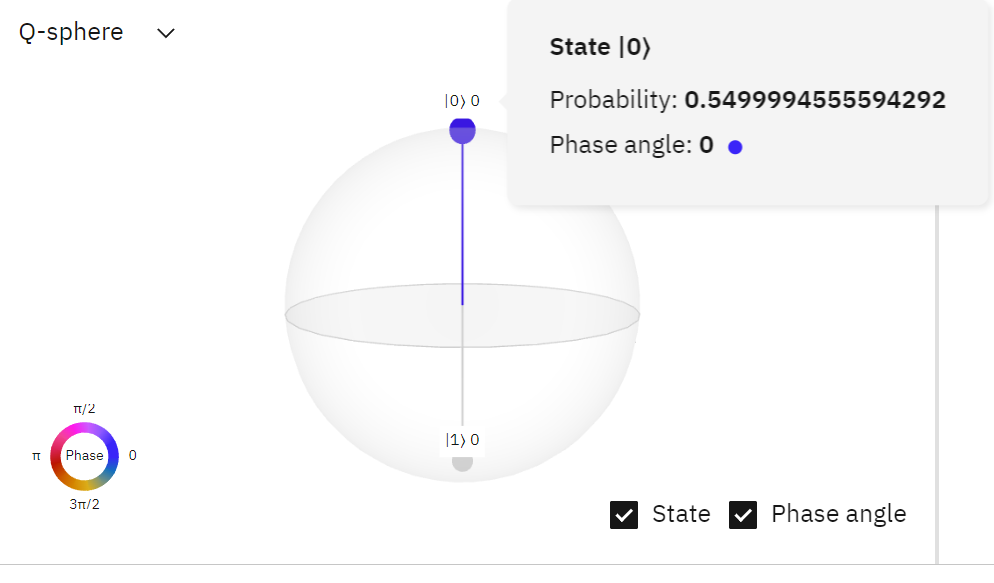 Q-sphere
State |0⟩
Probability: 0.5499994555594292
Phase angle: 0
|0⟩ 0
|1⟩ 0
π/2
π
Phase
0
3π/2
State
Phase angle